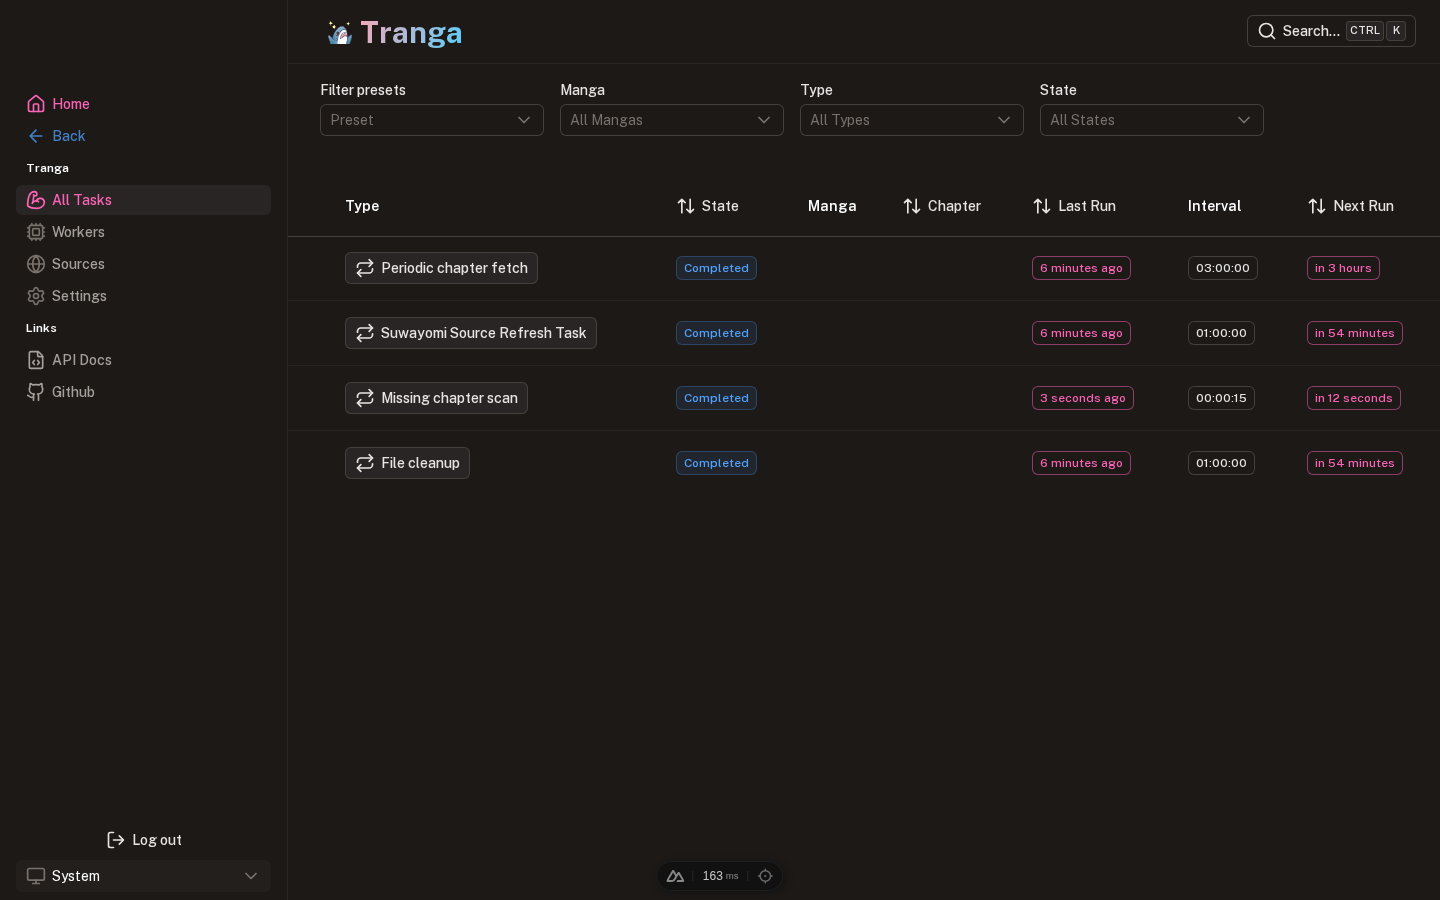 Tranga
Search... CTRL K
Home
Back
Tranga
All Tasks
Workers
Sources
Settings
Links
API Docs
Github
Log out
System
Filter presets
Preset
Manga
All Mangas
Type
All Types
State
All States
Type State Manga Chapter Last Run Interval Next Run
Periodic chapter fetch Completed 6 minutes ago 03:00:00 in 3 hours
Suwayomi Source Refresh Task Completed 6 minutes ago 01:00:00 in 54 minutes
Missing chapter scan Completed 3 seconds ago 00:00:15 in 12 seconds
File cleanup Completed 6 minutes ago 01:00:00 in 54 minutes
163 ms